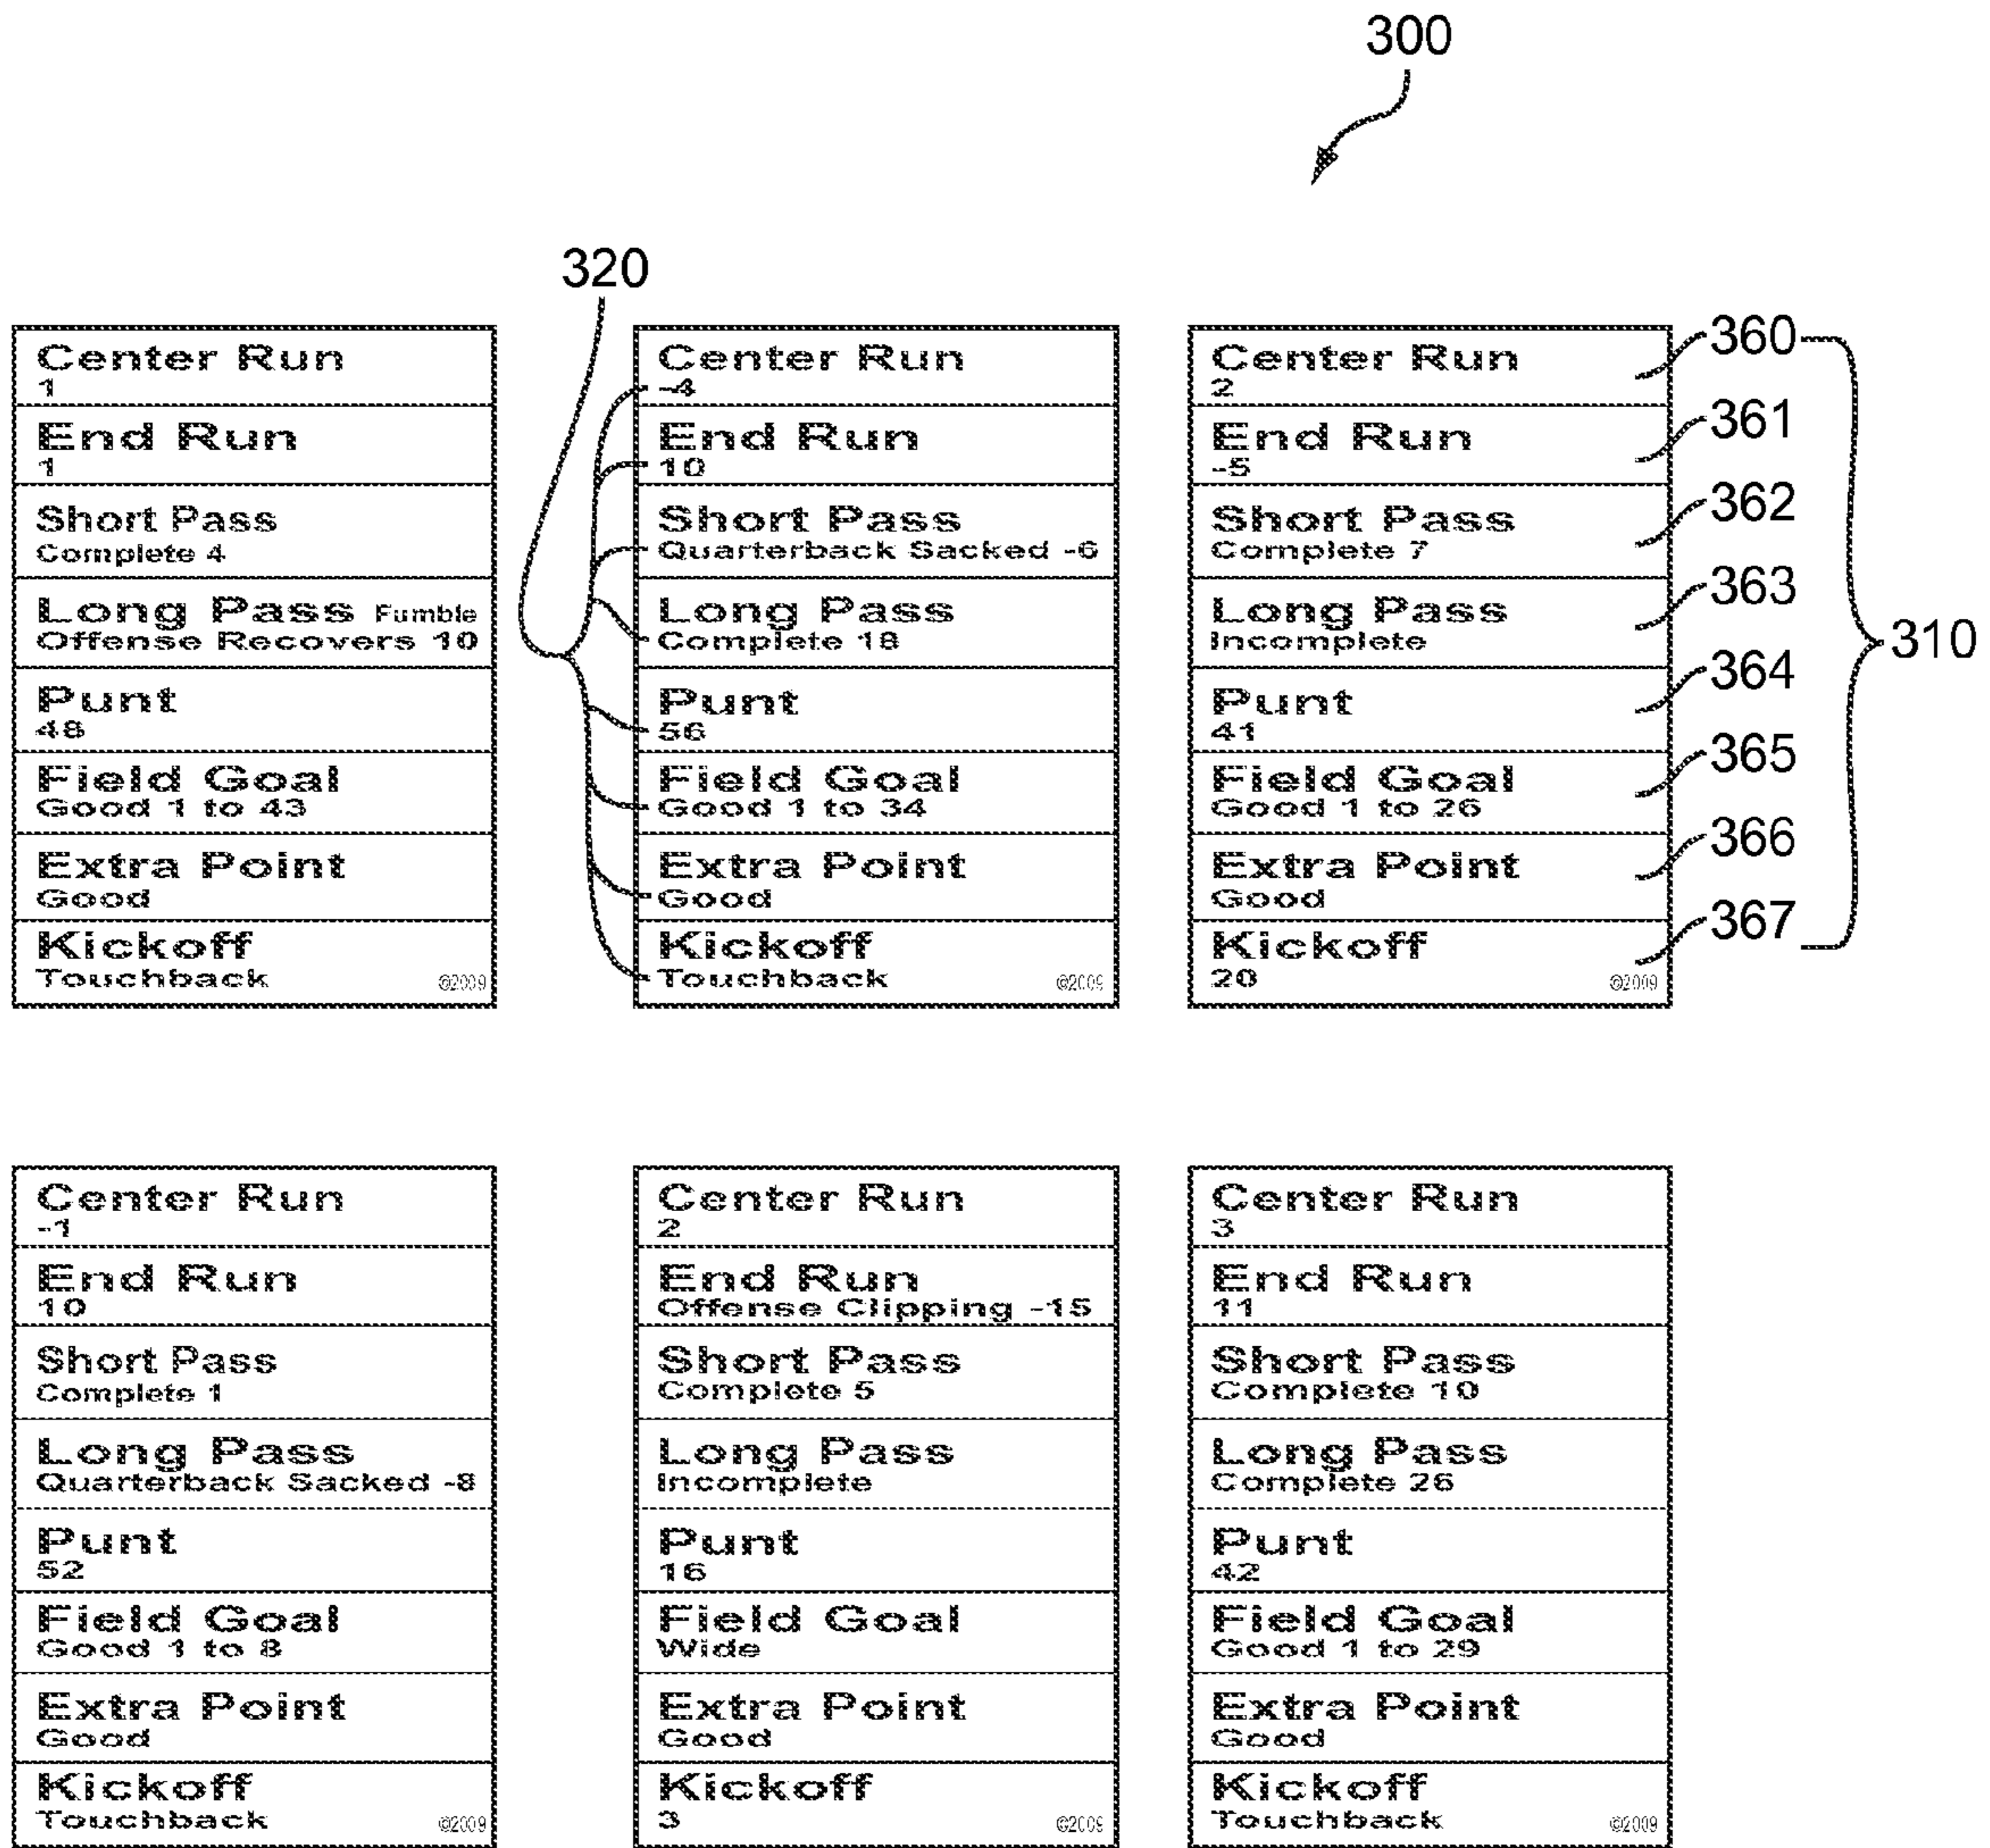 300
320
Center Run
1
End Run
1
Short Pass
Complete 4
Long Pass Fumble
Offense Recovers 10
Punt
48
Field Goal
Good 1 to 43
Extra Point
Good
Kickoff
Touchback
©2009
Center Run
-4
End Run
10
Short Pass
Quarterback Sacked -6
Long Pass
Complete 18
Punt
56
Field Goal
Good 1 to 34
Extra Point
Good
Kickoff
Touchback
©2009
Center Run
2
End Run
-5
Short Pass
Complete 7
Long Pass
Incomplete
Punt
41
Field Goal
Good 1 to 26
Extra Point
Good
Kickoff
20
©2009
360
361
362
363
364
365
366
367
310
Center Run
-1
End Run
10
Short Pass
Complete 1
Long Pass
Quarterback Sacked -8
Punt
52
Field Goal
Good 1 to 8
Extra Point
Good
Kickoff
Touchback
©2009
Center Run
2
End Run
Offense Clipping -15
Short Pass
Complete 5
Long Pass
Incomplete
Punt
16
Field Goal
Wide
Extra Point
Good
Kickoff
3
©2009
Center Run
3
End Run
11
Short Pass
Complete 10
Long Pass
Complete 26
Punt
42
Field Goal
Good 1 to 29
Extra Point
Good
Kickoff
Touchback
©2009